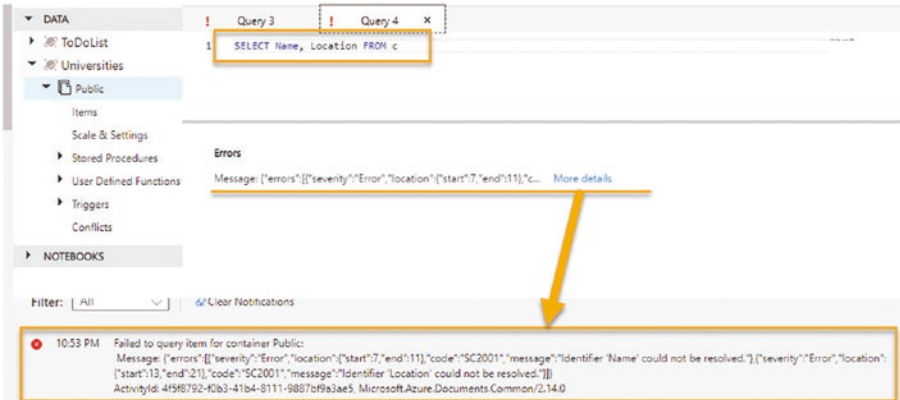 DATA
ToDoList
Universities
Public
Items
Scale & Settings
Stored Procedures
User Defined Functions
Triggers
Conflicts
NOTEBOOKS
! Query 3
! Query 4 ×
1 SELECT Name, Location FROM c
Errors
Message: {"errors":[{"severity":"Error","location":{"start":7,"end":11},"c... More details
Filter: All
Clear Notifications
10:53 PM Failed to query item for container Public:
Message: {"errors":[{"severity":"Error","location":{"start":7,"end":11},"code":"SC2001","message":"Identifier 'Name' could not be resolved."},{"severity":"Error","location":
{"start":13,"end":21},"code":"SC2001","message":"Identifier 'Location' could not be resolved."}]}
ActivityId: 4f5f8792-f0b3-41b4-8111-9887bf9a3ae5, Microsoft.Azure.Documents.Common/2.14.0